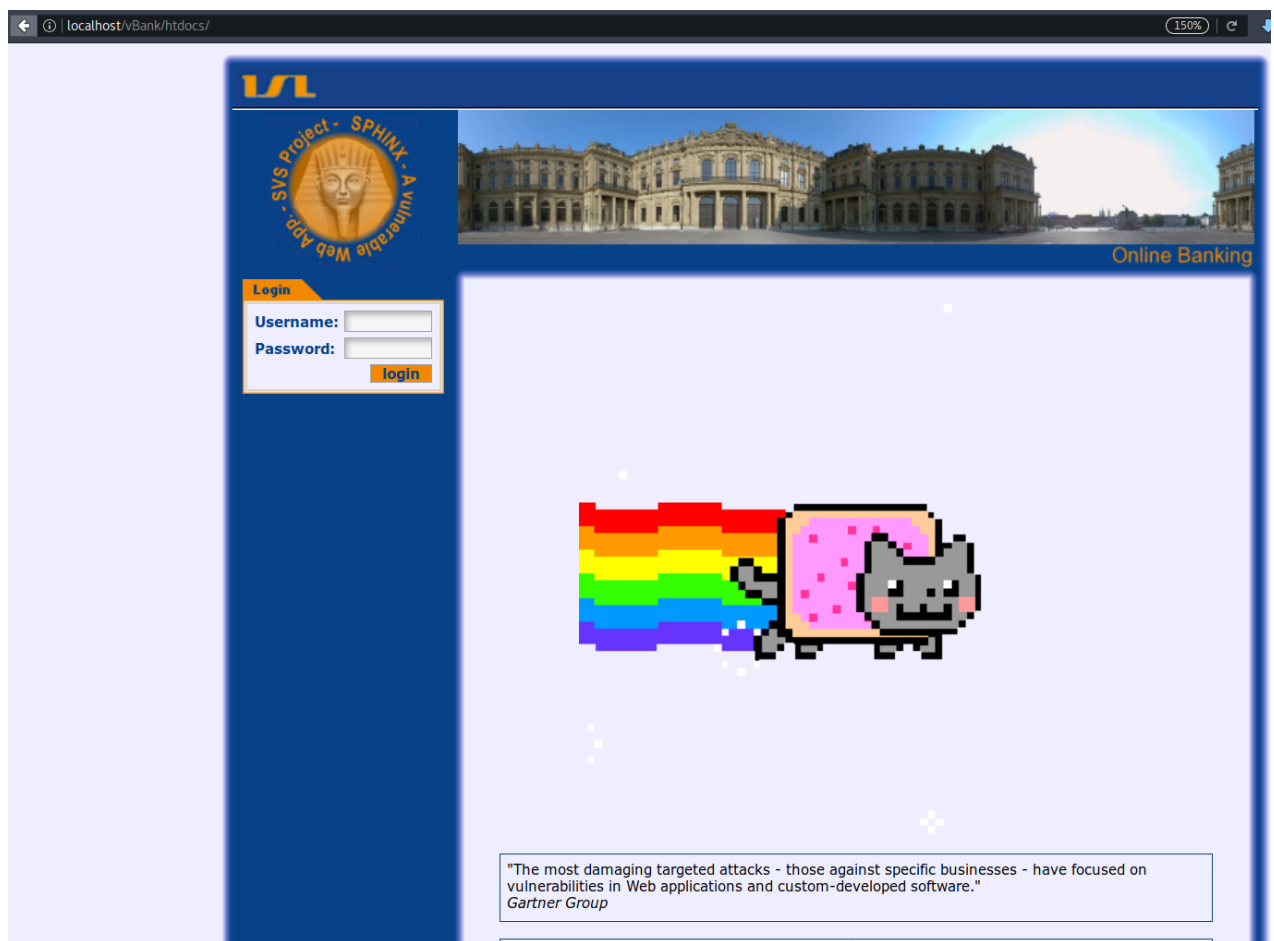 localhost/vBank/htdocs/
150%
SVS Project - SPHINX - A vulnerable Web App. -
Online Banking
Login
Username:
Password:
login
"The most damaging targeted attacks - those against specific businesses - have focused on
vulnerabilities in Web applications and custom-developed software."
Gartner Group